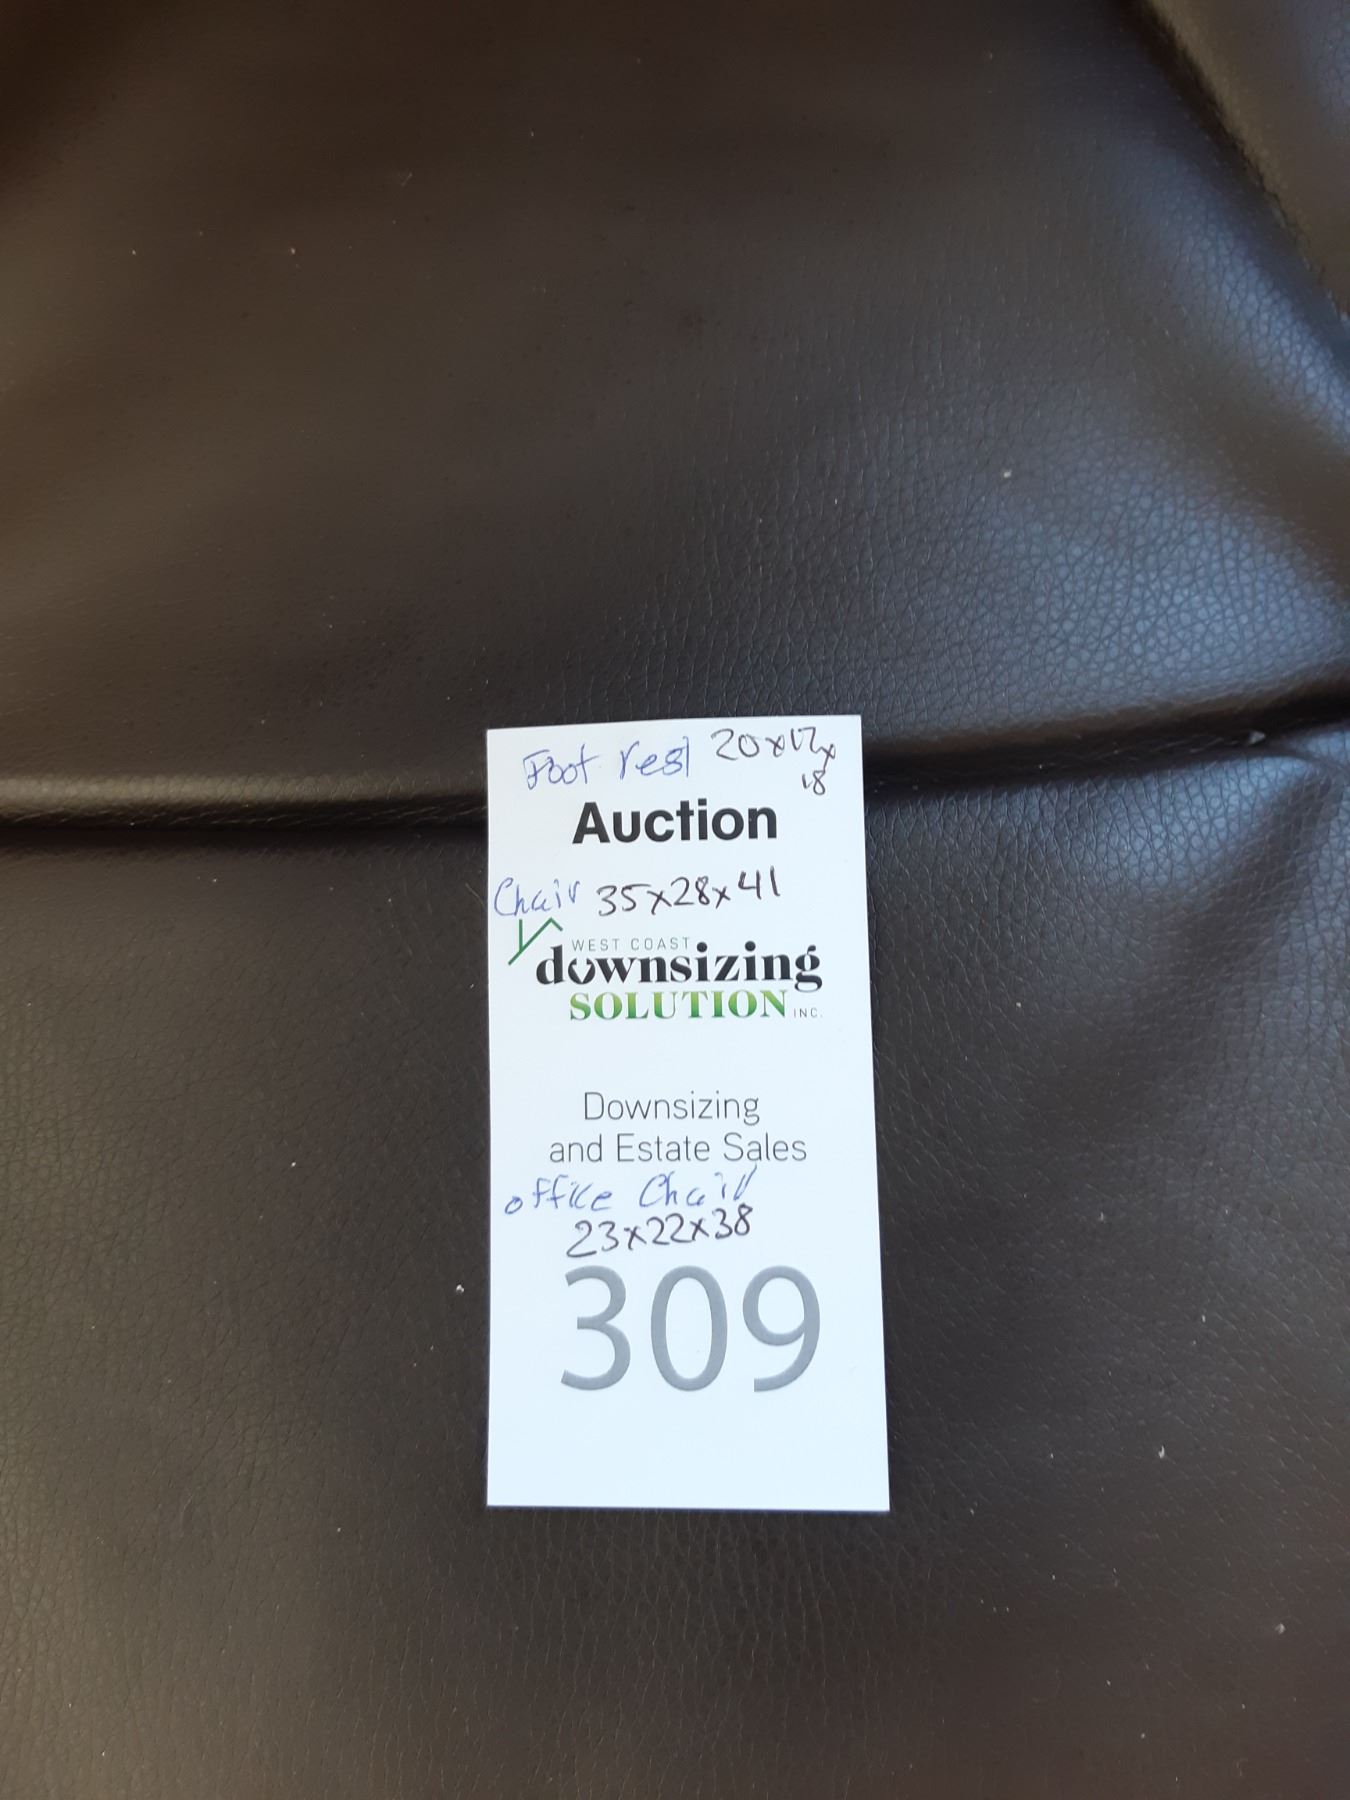 Foot rest 20x17x
18
Auction
Chair 35x28x41
WEST COAST
downsizing
SOLUTION INC.
Downsizing
and Estate Sales
office Chair
23x22x38
309